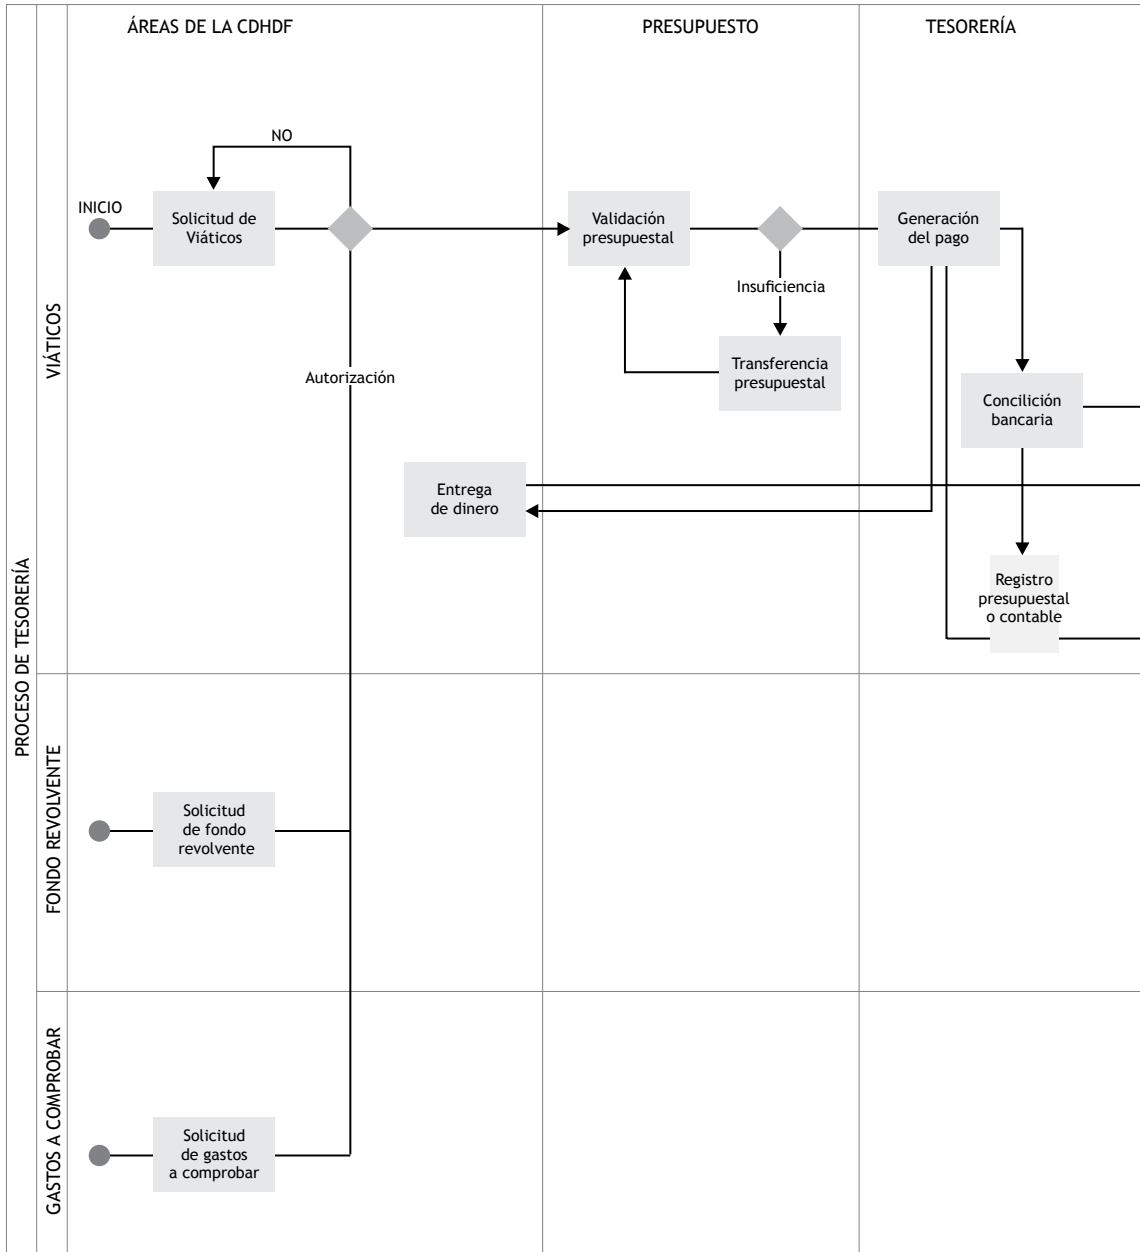 ÁREAS DE LA CDHDF
PRESUPUESTO
TESORERÍA
NO
INICIO
Solicitud de
Viáticos
Validación
presupuestal
Generación
del pago
Insuficiencia
Transferencia
presupuestal
Autorización
Concilición
bancaria
Entrega
de dinero
Registro
presupuestal
o contable
PROCESO DE TESORERÍA
VIÁTICOS
FONDO REVOLVENTE
Solicitud
de fondo
revolvente
GASTOS A COMPROBAR
Solicitud
de gastos
a comprobar